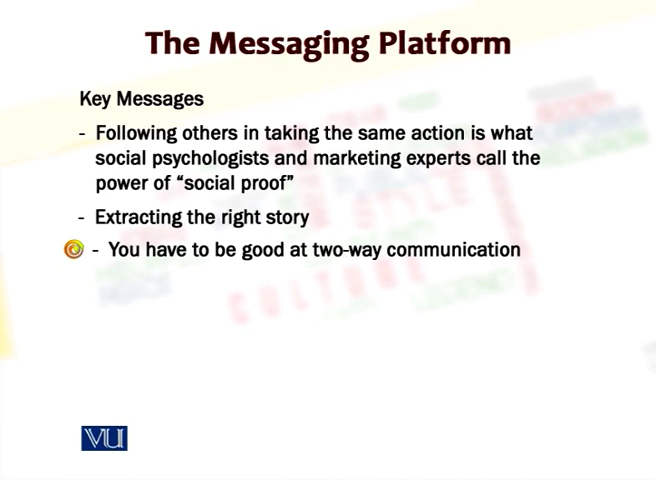 The Messaging Platform
Key Messages
- Following others in taking the same action is what
social psychologists and marketing experts call the
power of “social proof”
- Extracting the right story
- You have to be good at two-way communication
STYLE
CULTURE
VU